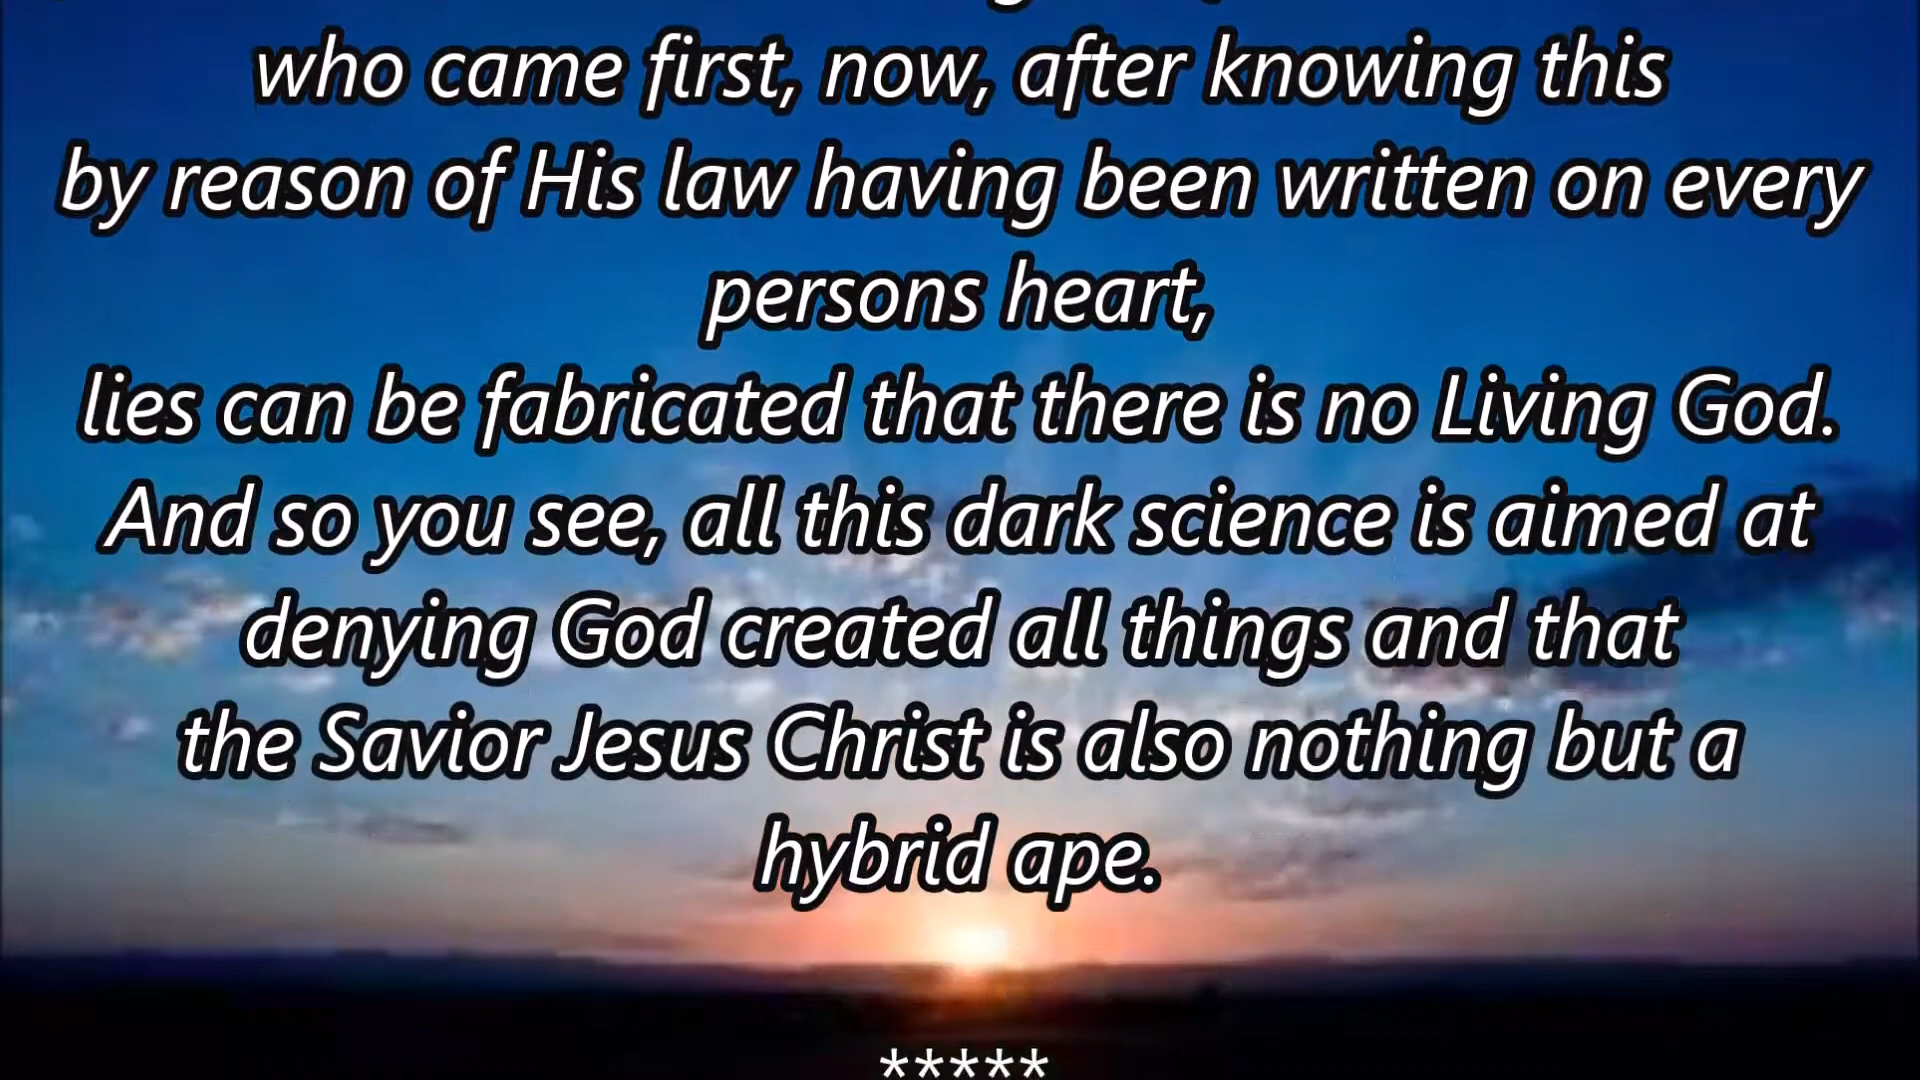 who came first, now, after knowing this
by reason of His law having been written on every
persons heart,
lies can be fabricated that there is no Living God.
And so you see, all this dark science is aimed at
denying God created all things and that
the Savior Jesus Christ is also nothing but a
hybrid ape.
*****